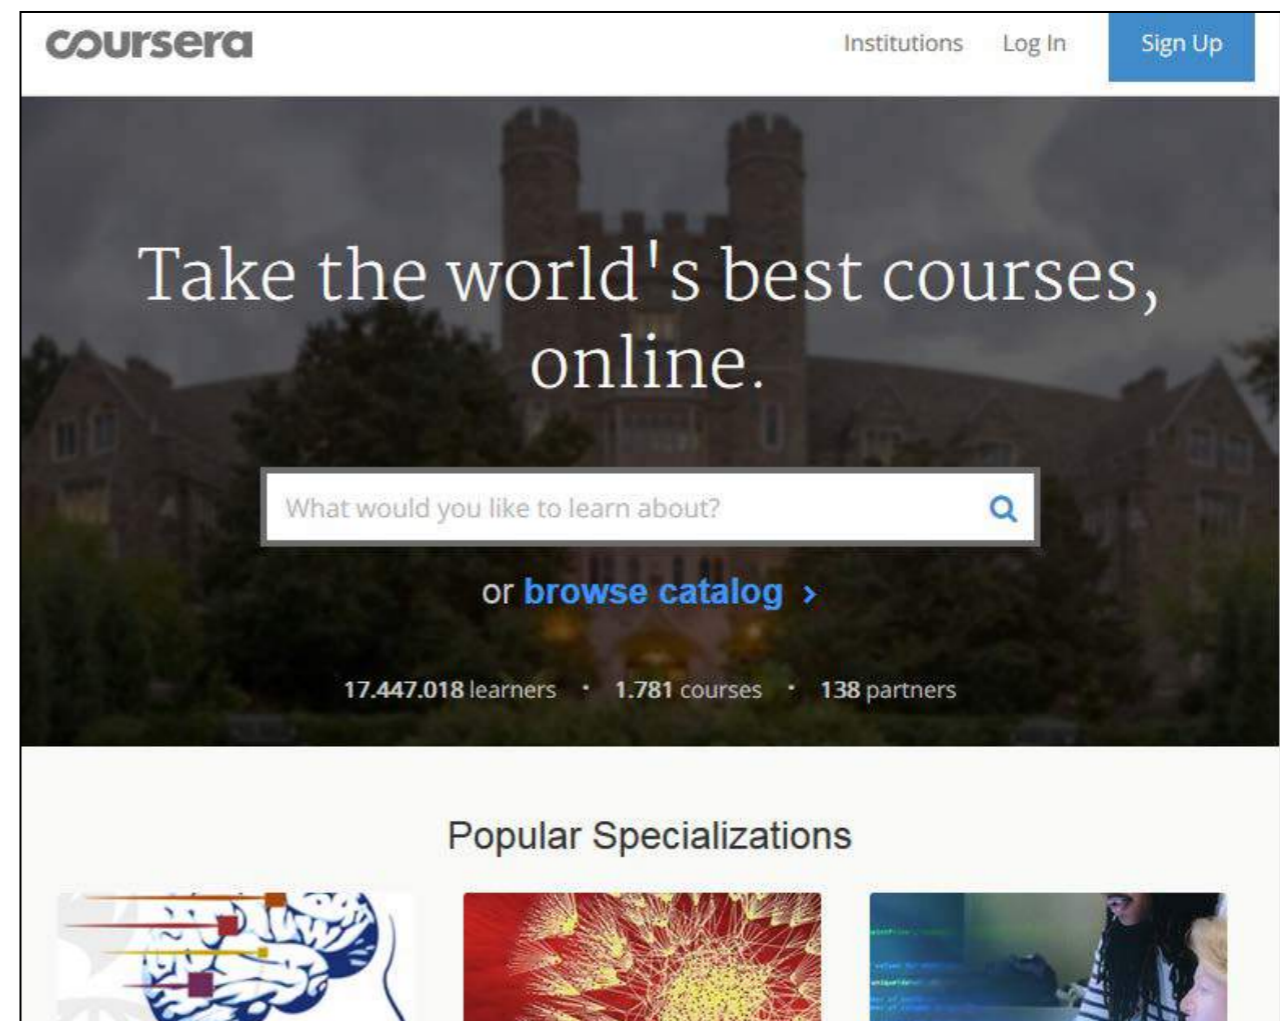 coursera
Institutions Log In Sign Up
Take the world's best courses,
online.
What would you like to learn about?
or browse catalog ›
17.447.018 learners · 1.781 courses · 138 partners
Popular Specializations